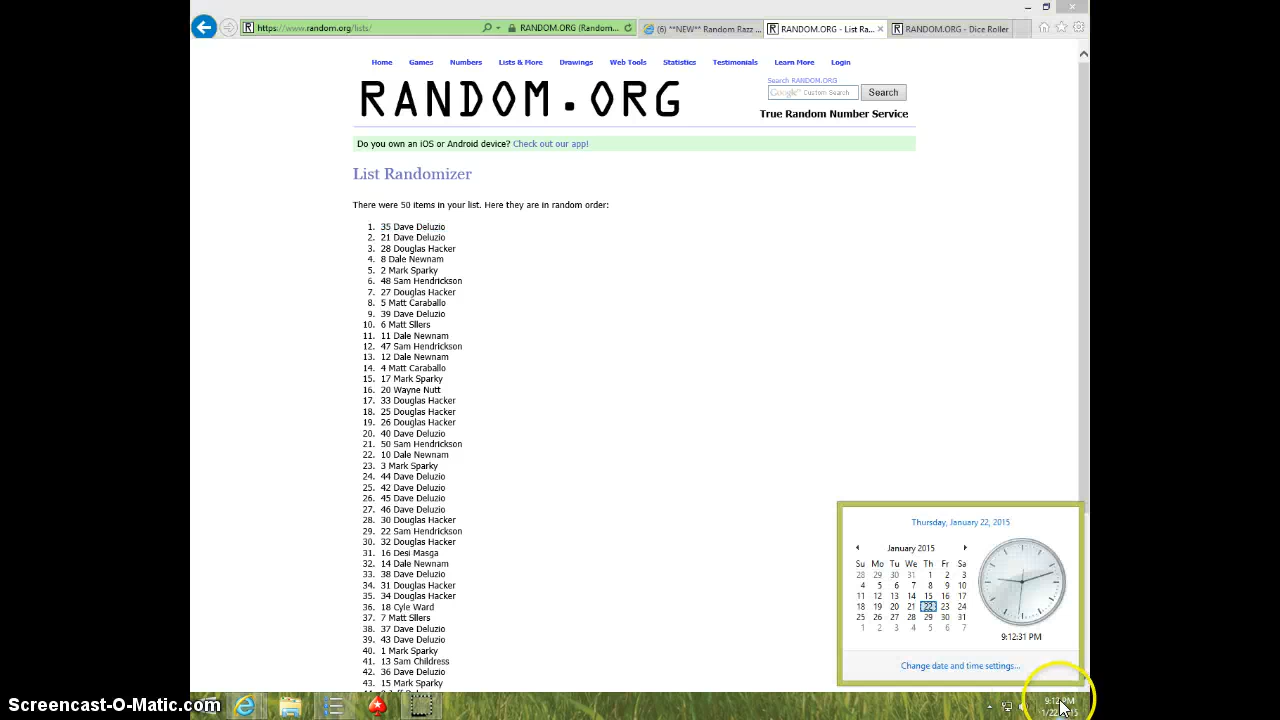 https://www.random.org/lists/
RANDOM.ORG (Random...
(6) **NEW** Random Razz ...
RANDOM.ORG - List Ra...
RANDOM.ORG - Dice Roller
Home Games Numbers Lists & More Drawings Web Tools Statistics Testimonials Learn More Login
RANDOM.ORG
Search RANDOM.ORG
Google Custom Search
Search
True Random Number Service
Do you own an iOS or Android device? Check out our app!
List Randomizer
There were 50 items in your list. Here they are in random order:
1. 35 Dave Deluzio
2. 21 Dave Deluzio
3. 28 Douglas Hacker
4. 8 Dale Newnam
5. 2 Mark Sparky
6. 48 Sam Hendrickson
7. 27 Douglas Hacker
8. 5 Matt Caraballo
9. 39 Dave Deluzio
10. 6 Matt Sllers
11. 11 Dale Newnam
12. 47 Sam Hendrickson
13. 12 Dale Newnam
14. 4 Matt Caraballo
15. 17 Mark Sparky
16. 20 Wayne Nutt
17. 33 Douglas Hacker
18. 25 Douglas Hacker
19. 26 Douglas Hacker
20. 40 Dave Deluzio
21. 50 Sam Hendrickson
22. 10 Dale Newnam
23. 3 Mark Sparky
24. 44 Dave Deluzio
25. 42 Dave Deluzio
26. 45 Dave Deluzio
27. 46 Dave Deluzio
28. 30 Douglas Hacker
29. 22 Sam Hendrickson
30. 32 Douglas Hacker
31. 16 Desi Masga
32. 14 Dale Newnam
33. 38 Dave Deluzio
34. 31 Douglas Hacker
35. 34 Douglas Hacker
36. 18 Cyle Ward
37. 7 Matt Sllers
38. 37 Dave Deluzio
39. 43 Dave Deluzio
40. 1 Mark Sparky
41. 13 Sam Childress
42. 36 Dave Deluzio
43. 15 Mark Sparky
Thursday, January 22, 2015
January 2015
Su Mo Tu We Th Fr Sa
28 29 30 31 1 2 3
4 5 6 7 8 9 10
11 12 13 14 15 16 17
18 19 20 21 22 23 24
25 26 27 28 29 30 31
1 2 3 4 5 6 7
9:12:31 PM
Change date and time settings...
9:12 PM
1/22/2015
Screencast-O-Matic.com